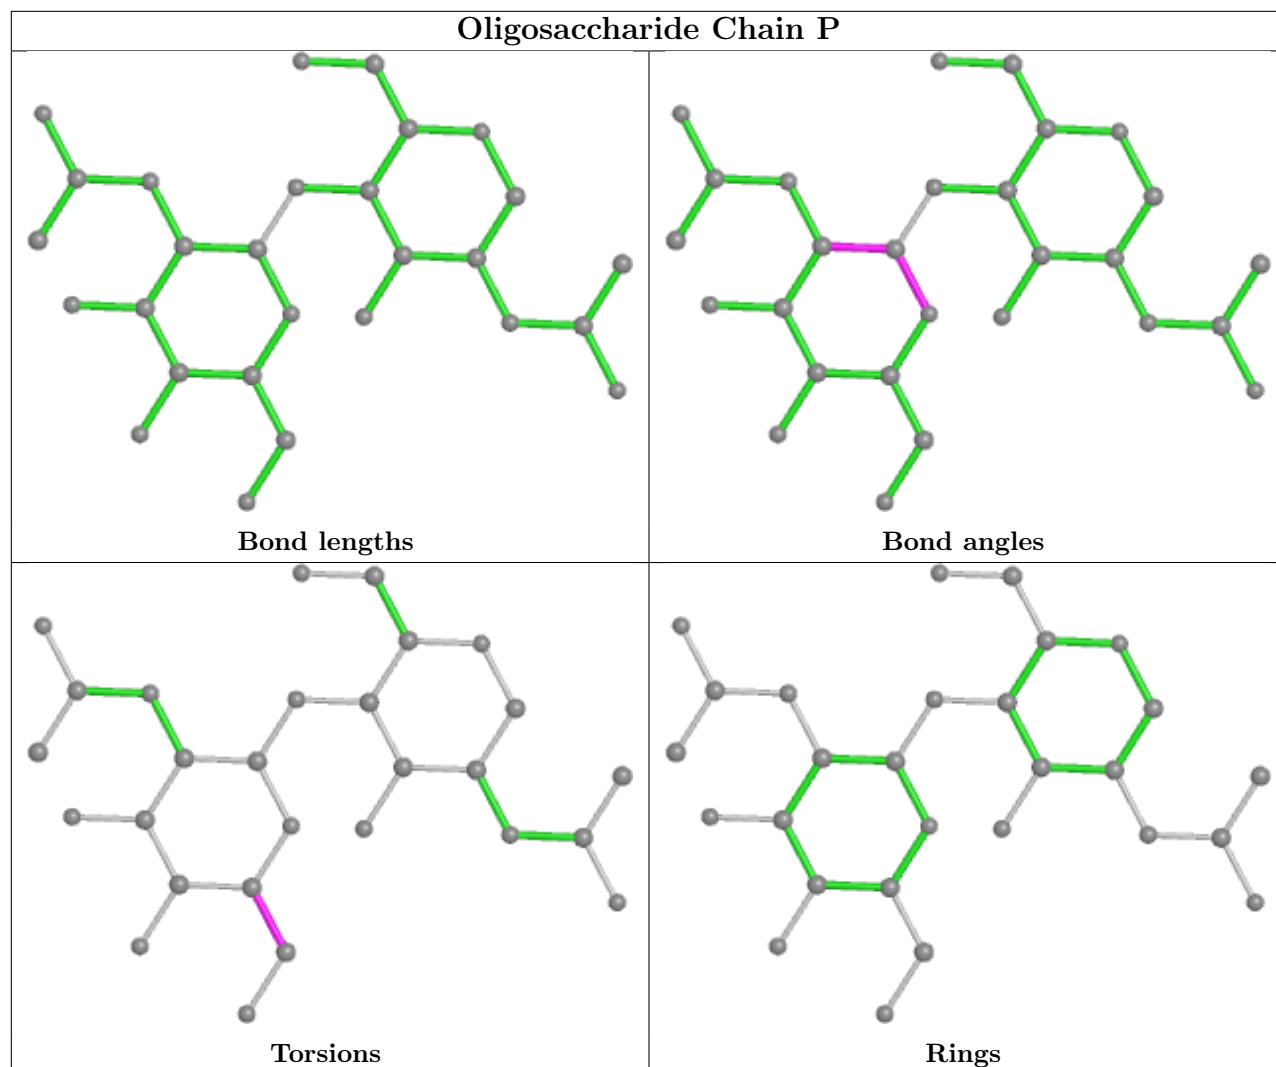 Oligosaccharide Chain P
Bond lengths
Bond angles
Torsions
Rings